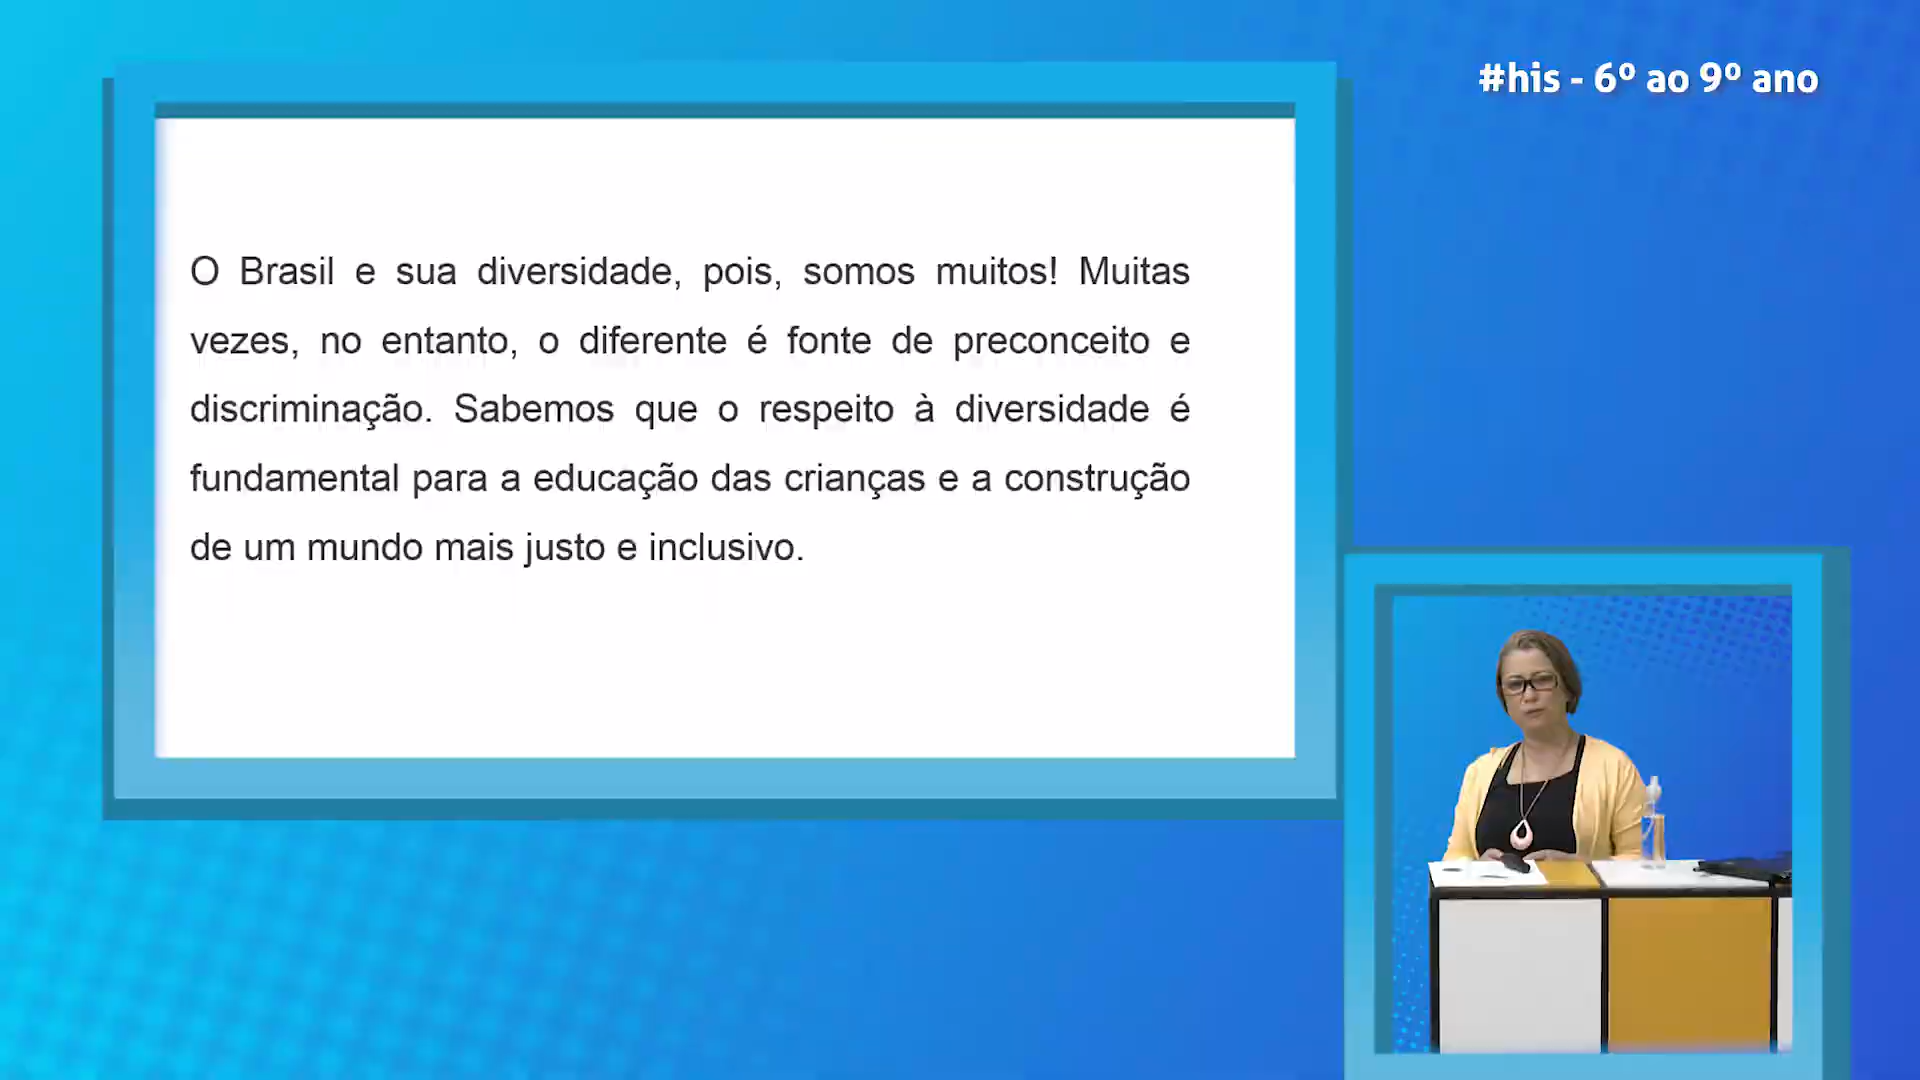 #his - 6º ao 9º ano
O Brasil e sua diversidade, pois, somos muitos! Muitas
vezes, no entanto, o diferente é fonte de preconceito e
discriminação. Sabemos que o respeito à diversidade é
fundamental para a educação das crianças e a construção
de um mundo mais justo e inclusivo.